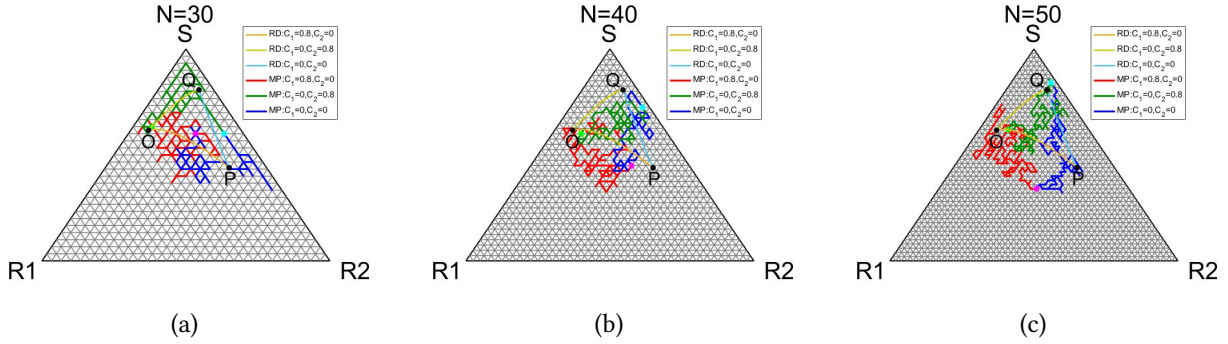 N=30
S
RD:C1=0.8,C2=0
RD:C1=0,C2=0.8
RD:C1=0,C2=0
MP:C1=0.8,C2=0
MP:C1=0,C2=0.8
MP:C1=0,C2=0
Q
O
P
R1
R2
(a)
N=40
S
RD:C1=0.8,C2=0
RD:C1=0,C2=0.8
RD:C1=0,C2=0
MP:C1=0.8,C2=0
MP:C1=0,C2=0.8
MP:C1=0,C2=0
Q
O
P
R1
R2
(b)
N=50
S
RD:C1=0.8,C2=0
RD:C1=0,C2=0.8
RD:C1=0,C2=0
MP:C1=0.8,C2=0
MP:C1=0,C2=0.8
MP:C1=0,C2=0
Q
O
P
R1
R2
(c)